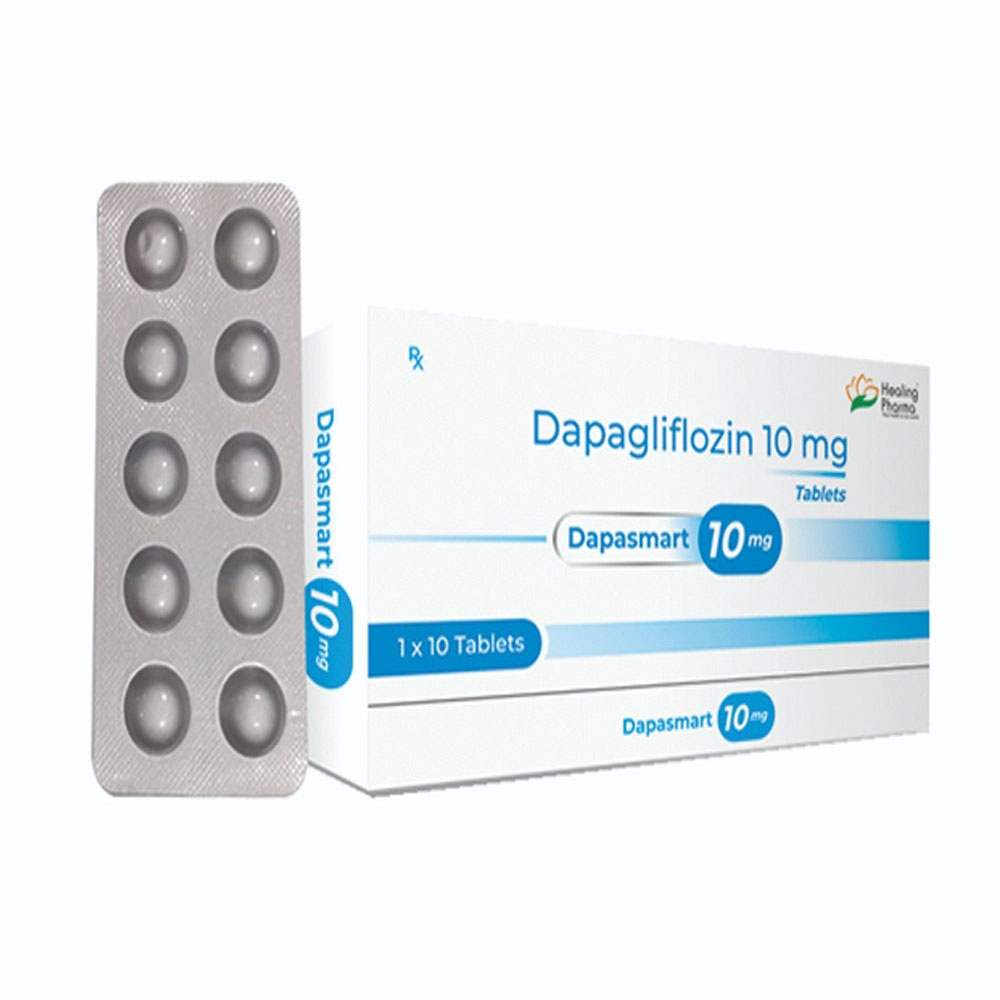 Rx
Healing
Pharma
Dapagliflozin 10 mg
Tablets
Dapasmart 10 mg
1 x 10 Tablets
Dapasmart 10 mg
Dapasmart 10 mg